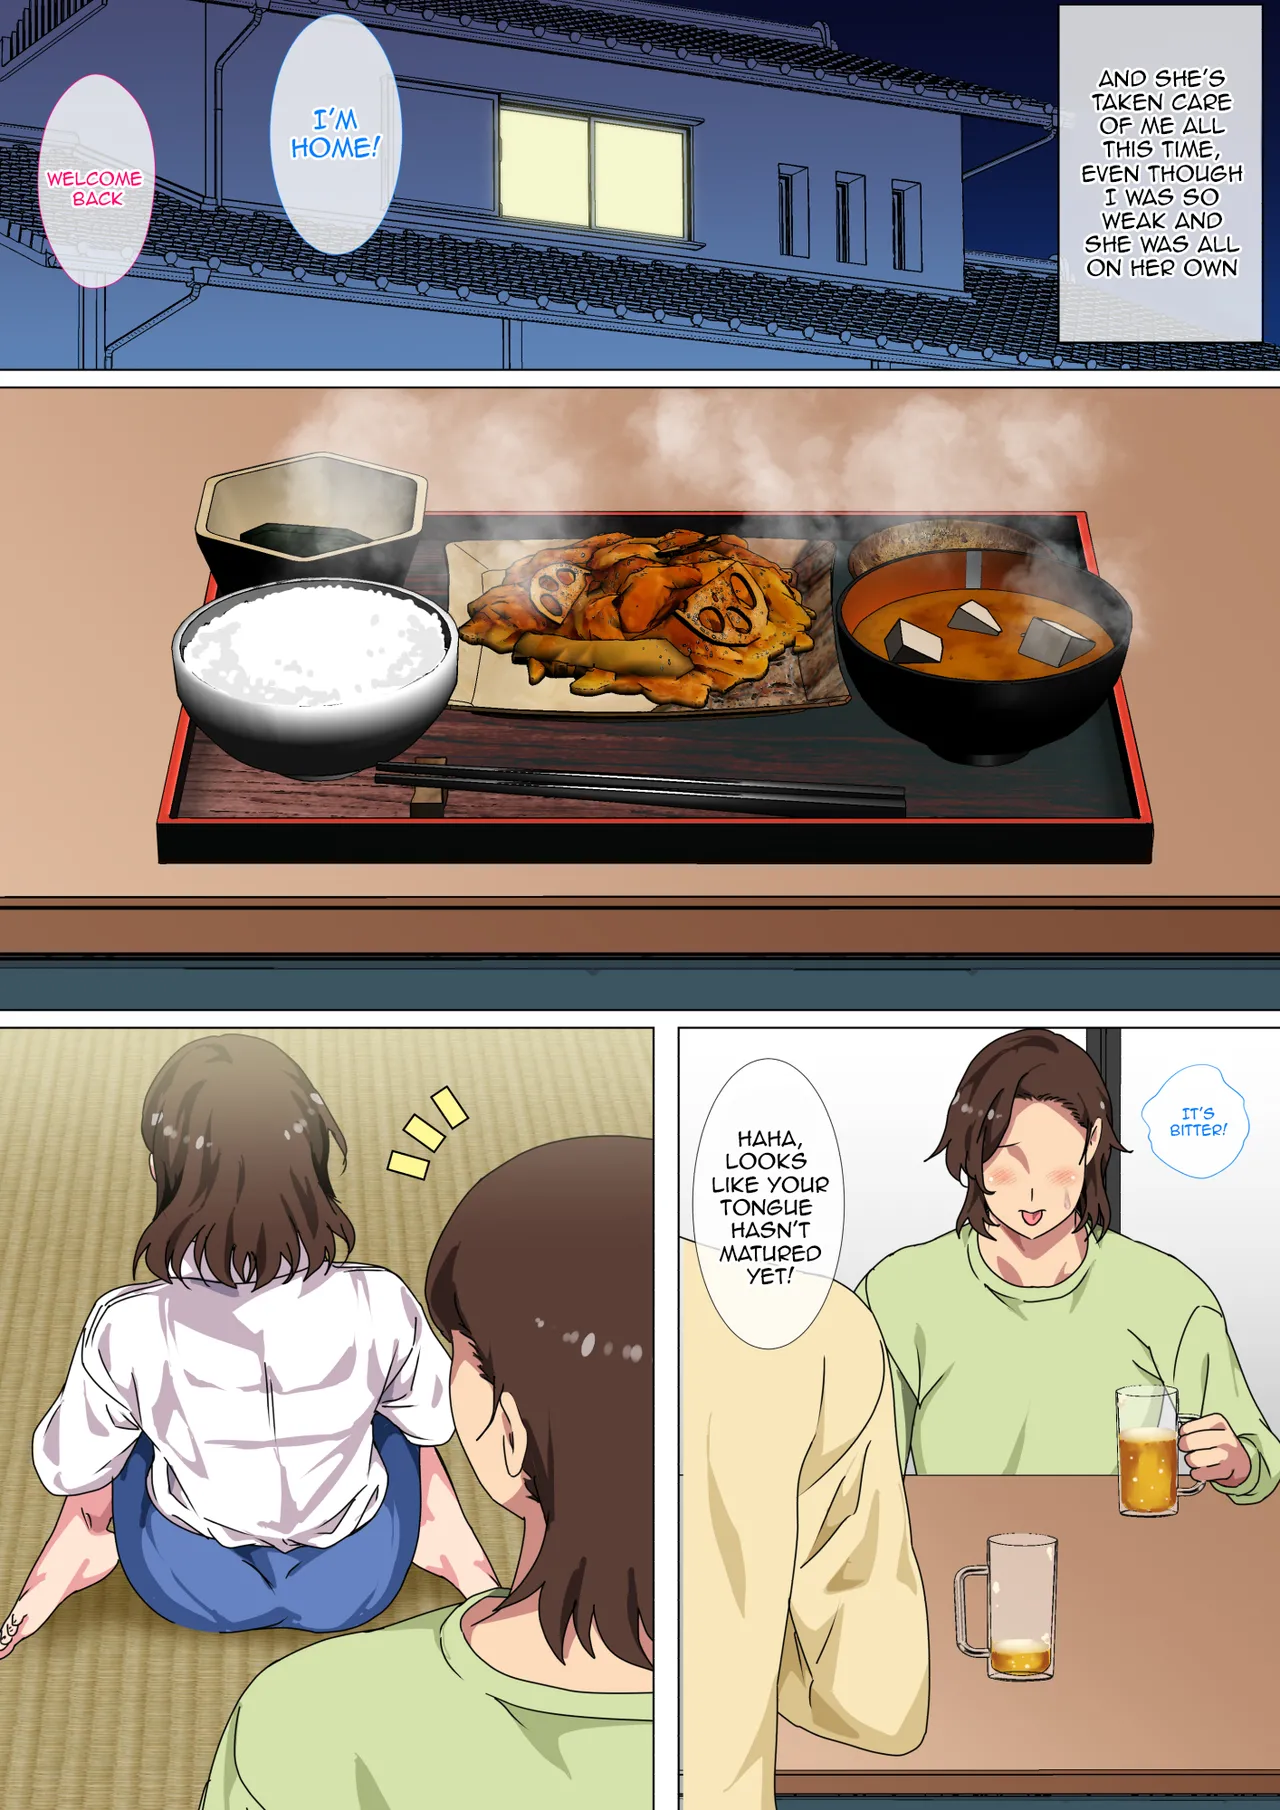 AND SHE'S
TAKEN CARE
OF ME ALL
THIS TIME,
EVEN THOUGH
I WAS SO
WEAK AND
SHE WAS ALL
ON HER OWN
I'M
HOME!
WELCOME
BACK
HAHA,
LOOKS
LIKE YOUR
TONGUE
HASN'T
MATURED
YET!
IT'S
BITTER!